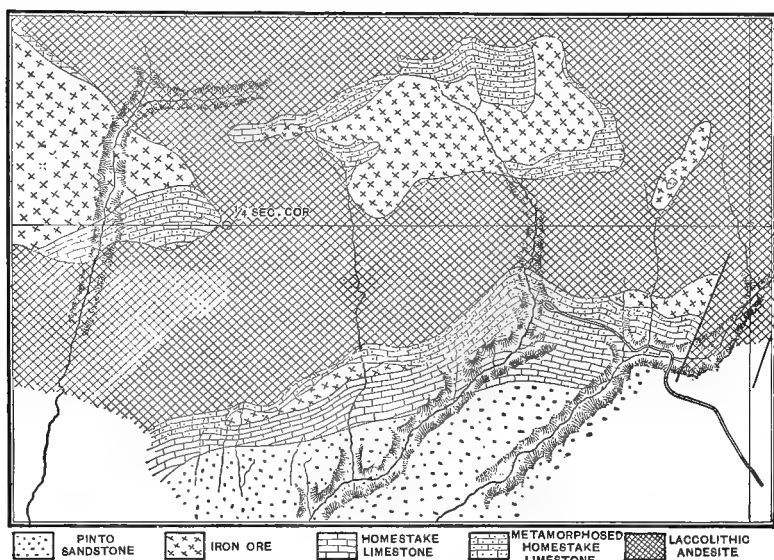 1/4 SEC. COR.
PINTO
SANDSTONE
IRON ORE
HOMESTAKE
LIMESTONE
METAMORPHOSED
HOMESTAKE
LIMESTONE
LACCOLITHIC
ANDESITE